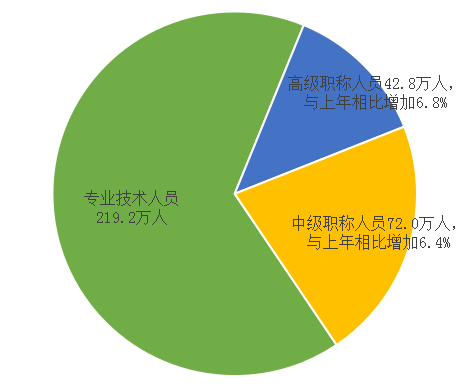 高级职称人员42.8万人，
与上年相比增加6.8%
专业技术人员
219.2万人
中级职称人员72.0万人，
与上年相比增加6.4%